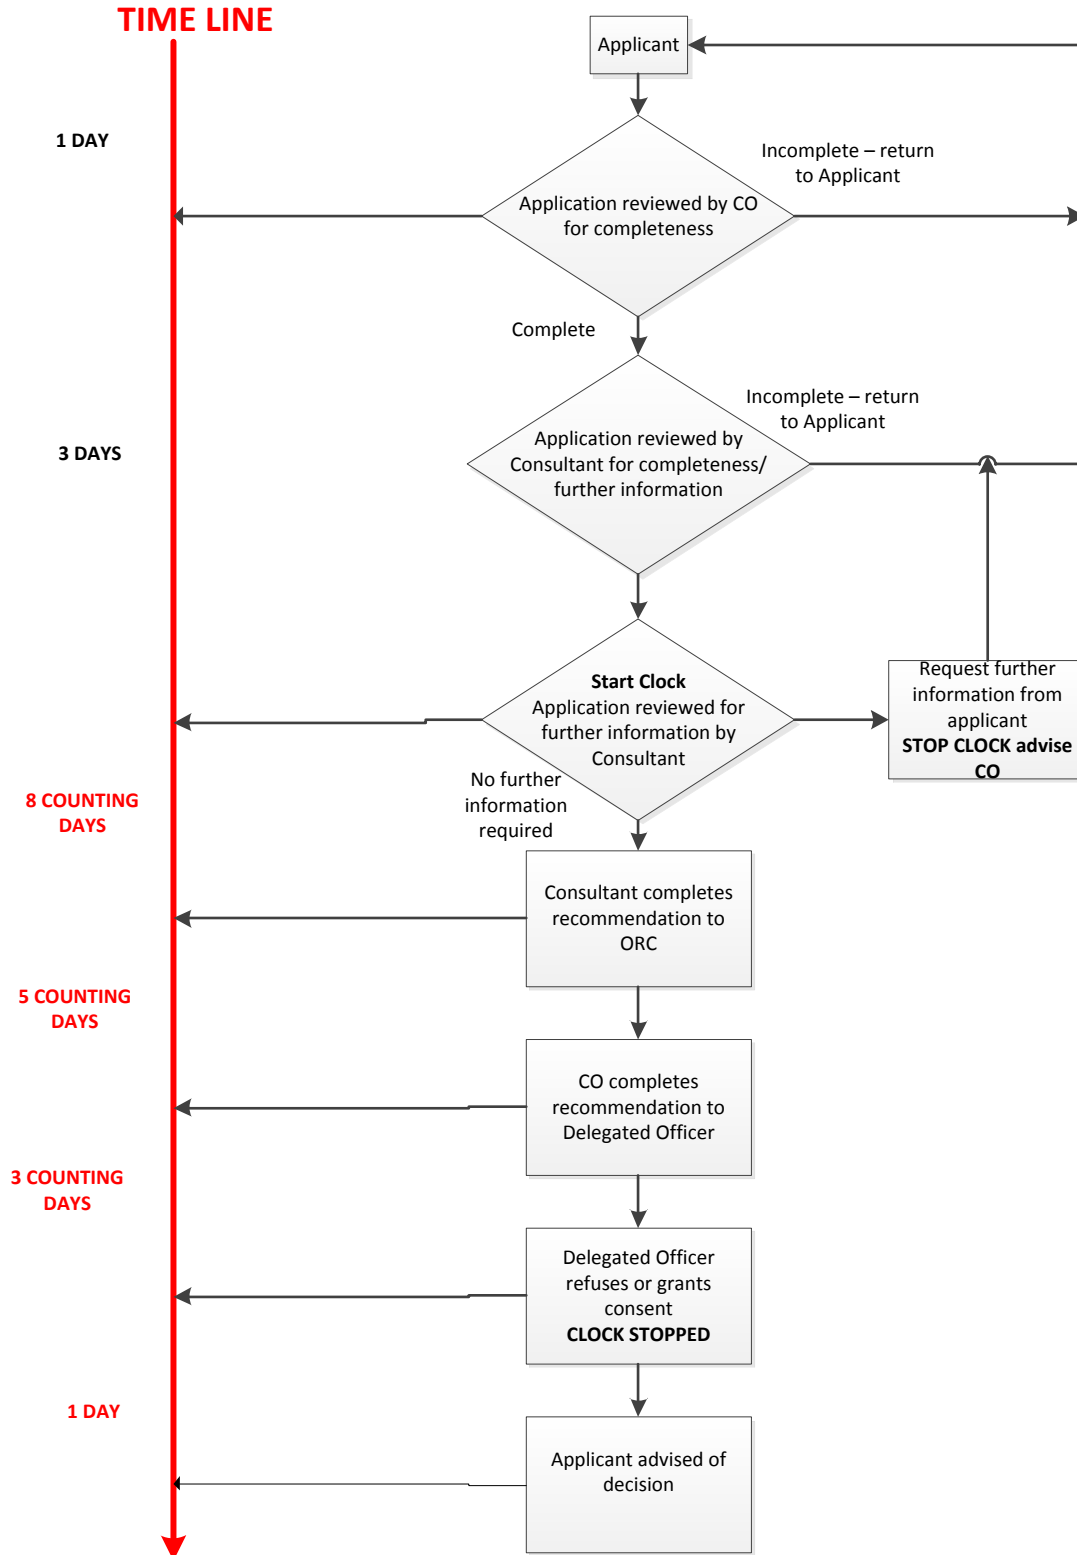 TIME LINE
Applicant
1 DAY
Incomplete – return
to Applicant
Application reviewed by CO
for completeness
Complete
Incomplete – return
to Applicant
3 DAYS
Application reviewed by
Consultant for completeness/
further information
Start Clock
Application reviewed for
further information by
Consultant
Request further
information from
applicant
STOP CLOCK advise
CO
No further
information
required
8 COUNTING
DAYS
Consultant completes
recommendation to
ORC
5 COUNTING
DAYS
CO completes
recommendation to
Delegated Officer
3 COUNTING
DAYS
Delegated Officer
refuses or grants
consent
CLOCK STOPPED
1 DAY
Applicant advised of
decision